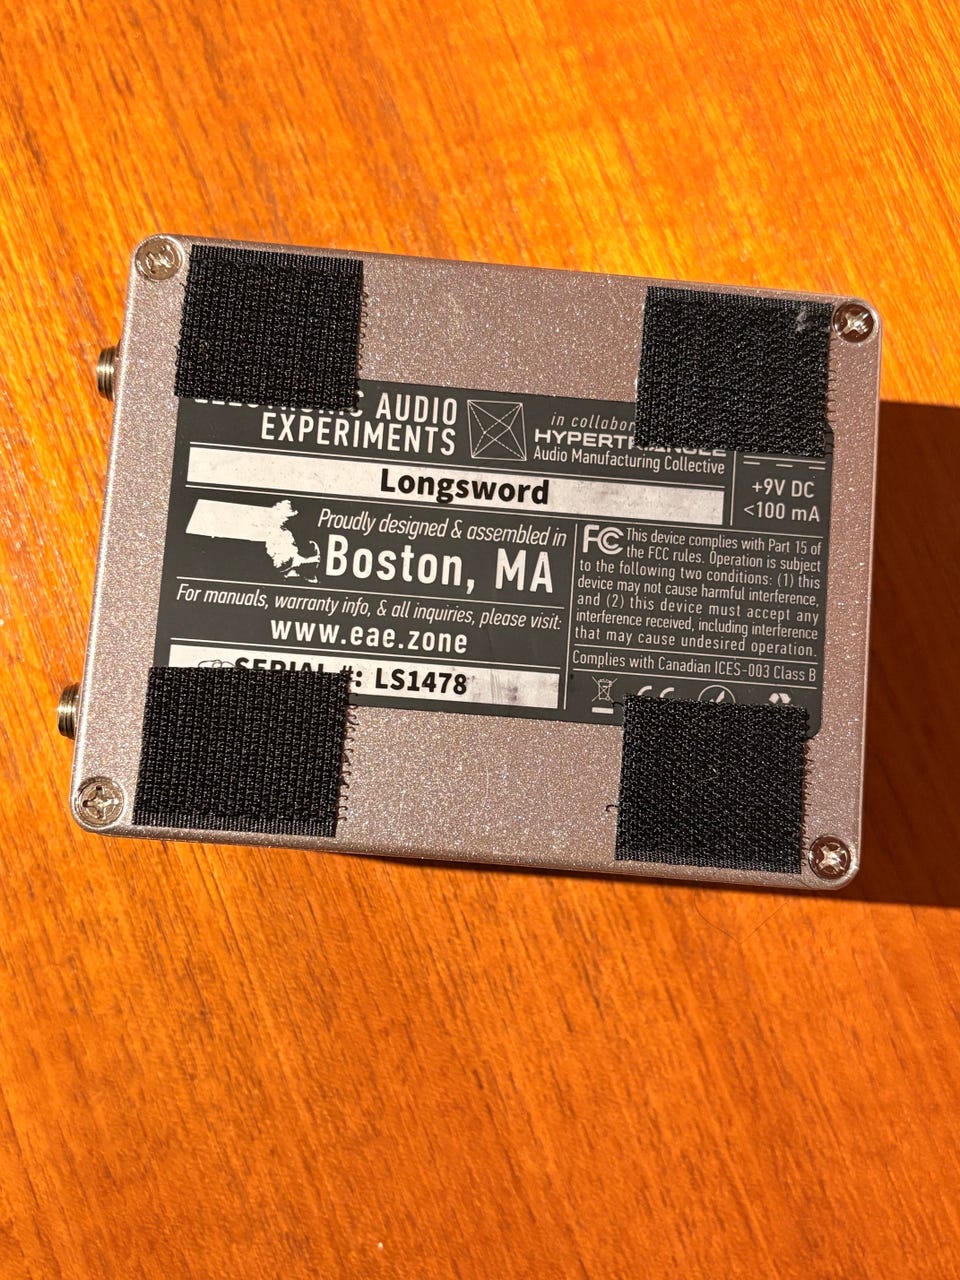 AUDIO
EXPERIMENTS
in
Audio Manufacturing Collective
Longsword
+9V DC
<100 mA
Proudly designed & assembled in
Boston, MA
For manuals, warranty info, & all inquiries, please visit:
www.eae.zone
SERIAL #: LS1478
FC This device complies with Part 15 of
the FCC rules. Operation is subject
to the following two conditions: (1) this
device may not cause harmful interference,
and (2) this device must accept any
interference received, including interference
that may cause undesired operation.
Complies with Canadian ICES-003 Class B